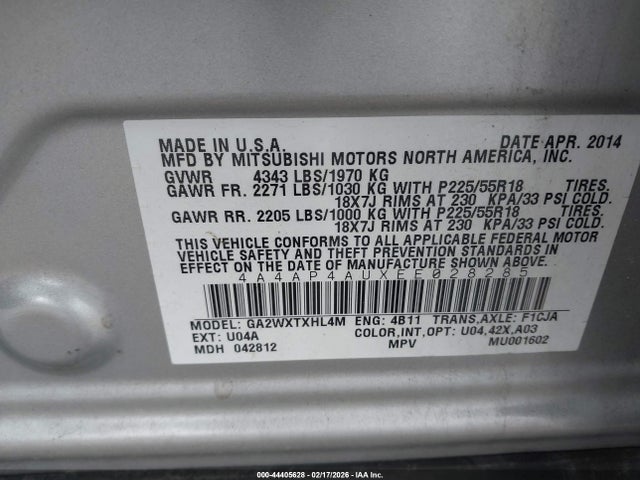 MADE IN U.S.A. DATE APR. 2014
MFD BY MITSUBISHI MOTORS NORTH AMERICA, INC.
GVWR 4343 LBS/1970 KG
GAWR FR. 2271 LBS/1030 KG WITH P225/55R18 TIRES.
18X7J RIMS AT 230 KPA/33 PSI COLD.
GAWR RR. 2205 LBS/1000 KG WITH P225/55R18 TIRES.
18X7J RIMS AT 230 KPA/33 PSI COLD.
THIS VEHICLE CONFORMS TO ALL APPLICABLE FEDERAL MOTOR
VEHICLE SAFETY AND THEFT PREVENTION STANDARDS IN
EFFECT ON THE DATE OF MANUFACTURE SHOWN ABOVE.
4A4AP4AUXEE028285
MODEL: GA2WXTXHL4M ENG: 4B11 TRANS,AXLE: F1CJA
EXT: U04A COLOR,INT,OPT: U04,42X,A03
MDH 042812 MPV MU001602
000-44405628 - 02/17/2026 - IAA Inc.